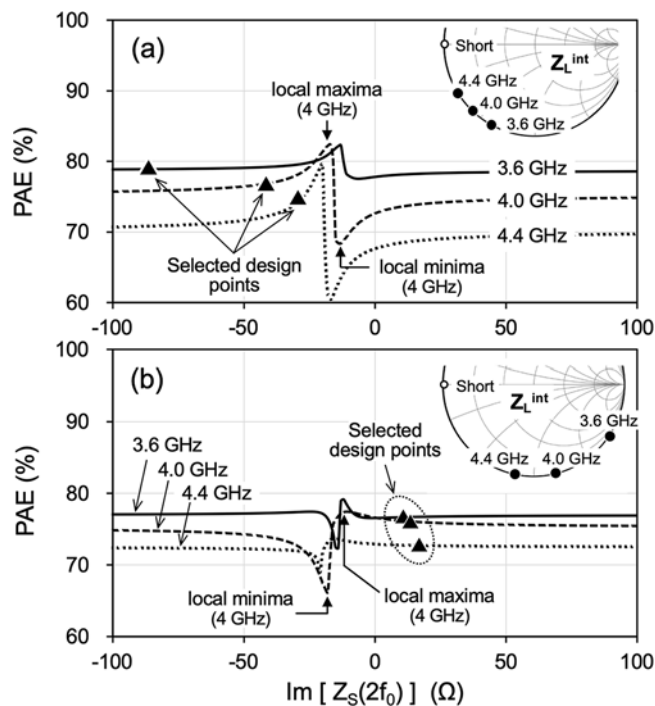 (a)
Short
Z_L^int
4.4 GHz
4.0 GHz
3.6 GHz
local maxima
(4 GHz)
3.6 GHz
4.0 GHz
4.4 GHz
Selected design
points
local minima
(4 GHz)
PAE (%)
100
90
80
70
60
-100
-50
0
50
100
(b)
Short
Z_L^int
3.6 GHz
4.4 GHz
4.0 GHz
Selected
design points
3.6 GHz
4.0 GHz
4.4 GHz
local minima
(4 GHz)
local maxima
(4 GHz)
PAE (%)
100
90
80
70
60
-100
-50
0
50
100
Im [ Z_S(2f_0) ] (Ω)